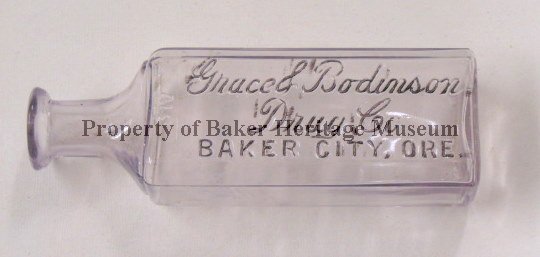 Grace & Bodinson
Drug Co.
Property of Baker Heritage Museum
BAKER CITY, ORE.